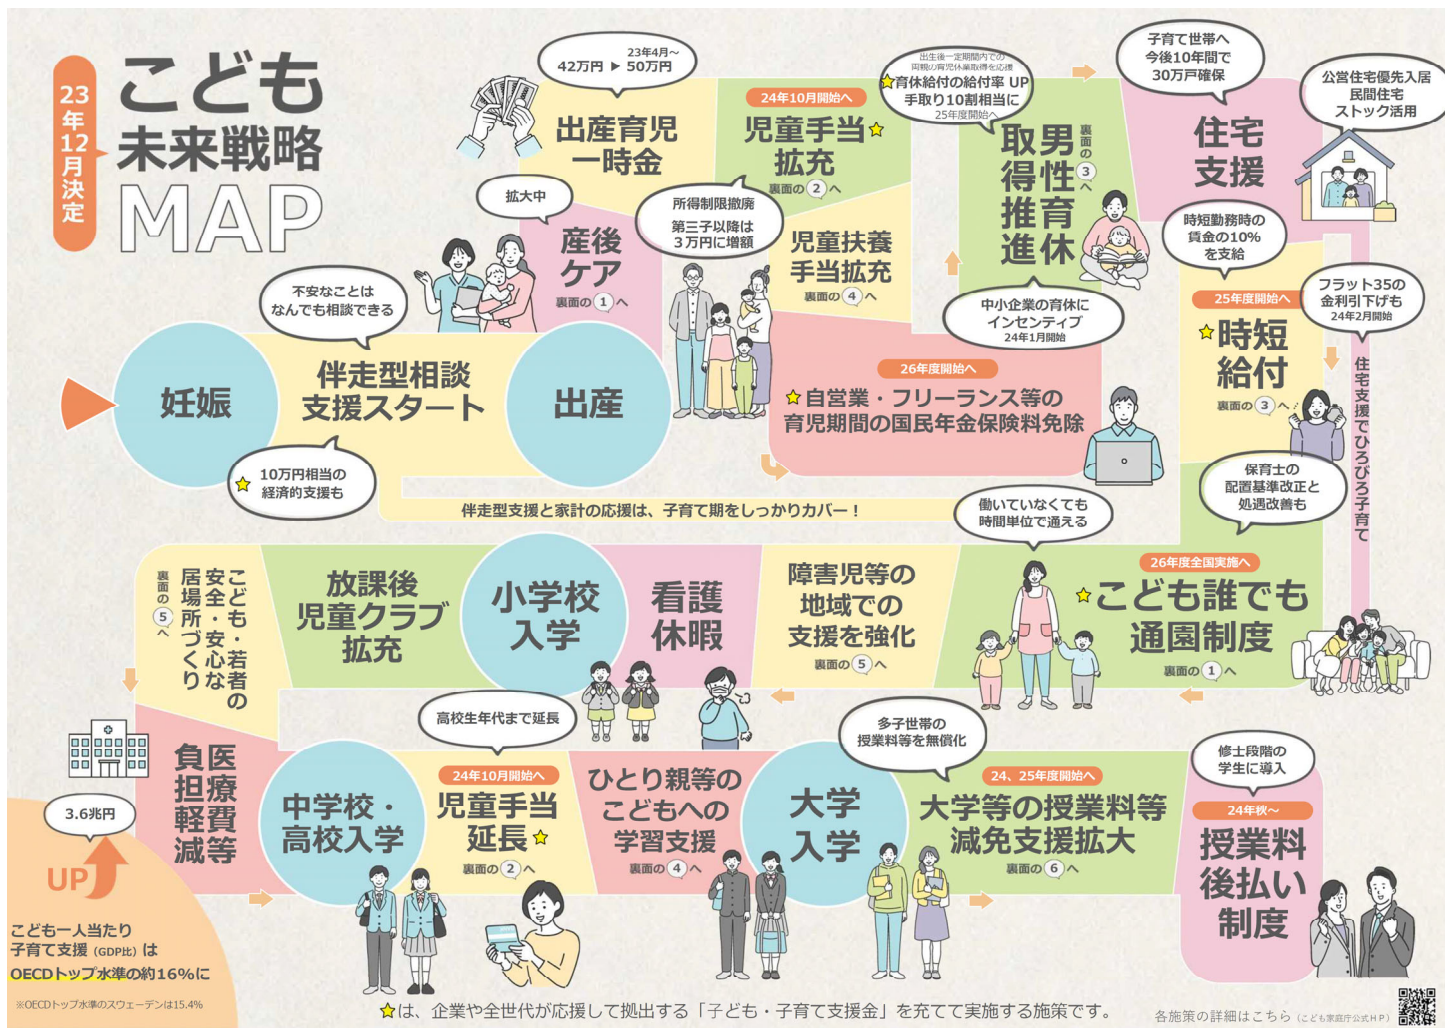 23年12月決定
こども
未来戦略
MAP
23年4月～
42万円 ▶ 50万円
出産育児
一時金
24年10月開始へ
児童手当☆
拡充
裏面の②へ
所得制限撤廃
第三子以降は
３万円に増額
出生後一定期間内での
両親の育児休業取得を応援
☆育休給付の給付率 UP
手取り10割相当に
25年度開始へ
男性育休
取得推進
裏面の③へ
中小企業の育休に
インセンティブ
24年1月開始
子育て世帯へ
今後10年間で
30万戸確保
住宅
支援
公営住宅優先入居
民間住宅
ストック活用
拡大中
産後
ケア
裏面の①へ
児童扶養
手当拡充
裏面の④へ
時短勤務時の
賃金の10%
を支給
25年度開始へ
☆時短
給付
裏面の③へ
フラット35の
金利引下げも
24年2月開始
住宅支援でひろびろ子育て
不安なことは
なんでも相談できる
妊娠
伴走型相談
支援スタート
出産
☆10万円相当の
経済的支援も
26年度開始へ
☆自営業・フリーランス等の
育児期間の国民年金保険料免除
伴走型支援と家計の応援は、子育て期をしっかりカバー！
働いていなくても
時間単位で通える
保育士の
配置基準改正と
処遇改善も
26年度全国実施へ
☆こども誰でも
通園制度
裏面の①へ
障害児等の
地域での
支援を強化
裏面の⑤へ
看護
休暇
小学校
入学
放課後
児童クラブ
拡充
こども・若者の
安全・安心な
居場所づくり
裏面の⑤へ
医療費等
負担軽減
中学校・
高校入学
高校生年代まで延長
24年10月開始へ
児童手当
延長☆
裏面の②へ
ひとり親等の
こどもへの
学習支援
裏面の④へ
大学
入学
多子世帯の
授業料等を無償化
24、25年度開始へ
大学等の授業料等
減免支援拡大
裏面の⑥へ
修士段階の
学生に導入
24年秋～
授業料
後払い
制度
3.6兆円
UP
こども一人当たり
子育て支援（GDP比）は
OECDトップ水準の約16%に
※OECDトップ水準のスウェーデンは15.4%
☆は、企業や全世代が応援して拠出する「子ども・子育て支援金」を充てて実施する施策です。
各施策の詳細はこちら（こども家庭庁公式ＨＰ）